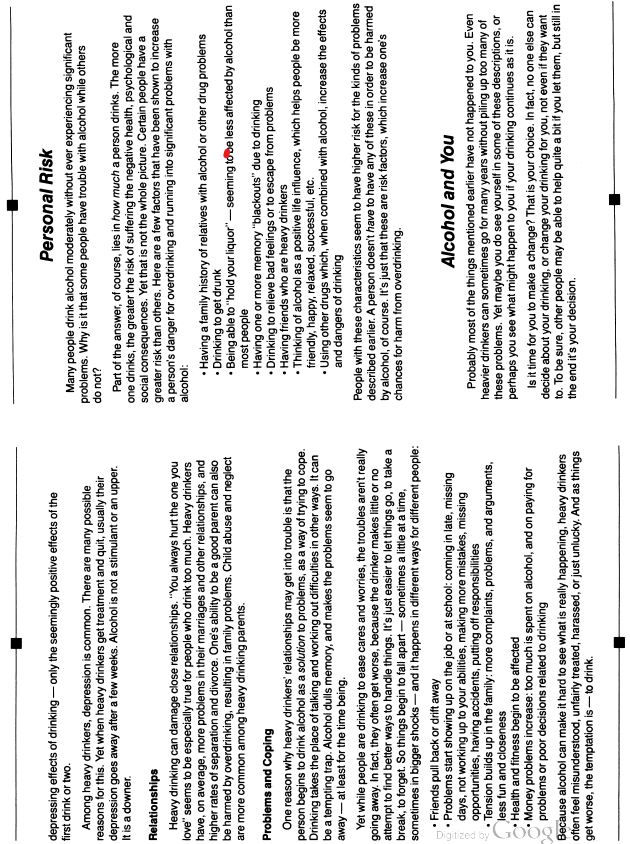 depressing effects of drinking — only the seemingly positive effects of the
first drink or two.
Among heavy drinkers, depression is common. There are many possible
reasons for this. Yet when heavy drinkers get treatment and quit, usually their
depression goes away after a few weeks. Alcohol is not a stimulant or an upper.
It is a downer.
Relationships
Heavy drinking can damage close relationships. "You always hurt the one you
love" seems to be especially true for people who drink too much. Heavy drinkers
have, on average, more problems in their marriages and other relationships, and
higher rates of separation and divorce. One's ability to be a good parent can also
be harmed by overdrinking, resulting in family problems. Child abuse and neglect
are more common among heavy drinking parents.
Problems and Coping
One reason why heavy drinkers' relationships may get into trouble is that the
person begins to drink alcohol as a solution to problems, as a way of trying to cope.
Drinking takes the place of talking and working out difficulties in other ways. It can
be a tempting trap. Alcohol dulls memory, and makes the problems seem to go
away — at least for the time being.
Yet while people are drinking to ease cares and worries, the troubles aren't really
going away. In fact, they often get worse, because the drinker makes little or no
attempt to find better ways to handle things. It's just easier to let things go, to take a
break, to forget. So things begin to fall apart — sometimes a little at a time,
sometimes in bigger shocks — and it happens in different ways for different people:
• Friends pull back or drift away
• Problems start showing up on the job or at school: coming in late, missing
days, not working up to your abilities, making more mistakes, missing
opportunities, having accidents, putting off responsibilities
• Tension builds up in the family: more complaints, problems, and arguments,
less fun and closeness
• Health and fitness begin to be affected
• Money problems increase: too much is spent on alcohol, and on paying for
problems or poor decisions related to drinking
Because alcohol can make it hard to see what is really happening, heavy drinkers
often feel misunderstood, unfairly treated, harassed, or just unlucky. And as things
get worse, the temptation is — to drink.
Personal Risk
Many people drink alcohol moderately without ever experiencing significant
problems. Why is it that some people have trouble with alcohol while others
do not?
Part of the answer, of course, lies in how much a person drinks. The more
one drinks, the greater the risk of suffering the negative health, psychological and
social consequences. Yet that is not the whole picture. Certain people have a
greater risk than others. Here are a few factors that have been shown to increase
a person's danger for overdrinking and running into significant problems with
alcohol:
• Having a family history of relatives with alcohol or other drug problems
• Drinking to get drunk
• Being able to "hold your liquor" — seeming to be less affected by alcohol than
most people
• Having one or more memory "blackouts" due to drinking
• Drinking to relieve bad feelings or to escape from problems
• Having friends who are heavy drinkers
• Thinking of alcohol as a positive life influence, which helps people be more
friendly, happy, relaxed, successful, etc.
• Using other drugs which, when combined with alcohol, increase the effects
and dangers of drinking
People with these characteristics seem to have higher risk for the kinds of problems
described earlier. A person doesn't have to have any of these in order to be harmed
by alcohol, of course. It's just that these are risk factors, which increase one's
chances for harm from overdrinking.
Alcohol and You
Probably most of the things mentioned earlier have not happened to you. Even
heavier drinkers can sometimes go for many years without piling up too many of
these problems. Yet maybe you do see yourself in some of these descriptions, or
perhaps you see what might happen to you if your drinking continues as it is.
Is it time for you to make a change? That is your choice. In fact, no one else can
decide about your drinking, or change your drinking for you, not even if they want
to. To be sure, other people may be able to help quite a bit if you let them, but still in
the end it's your decision.
Digitized by Google